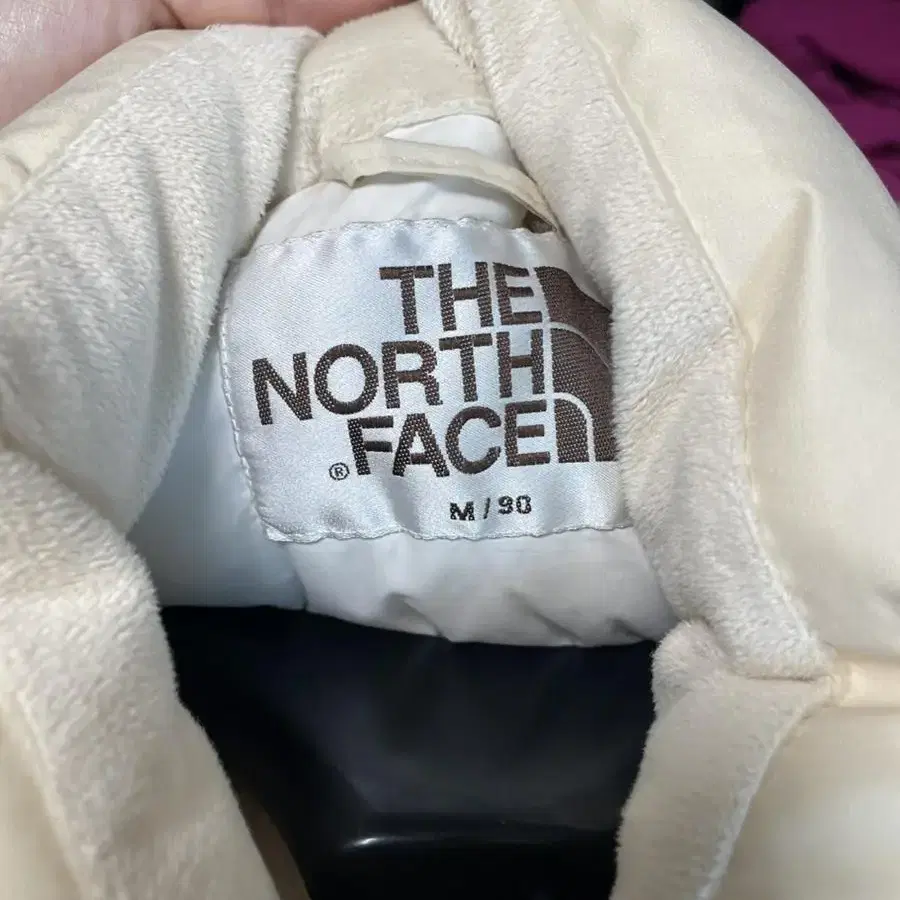 THE
NORTH
FACE
®
M / 90